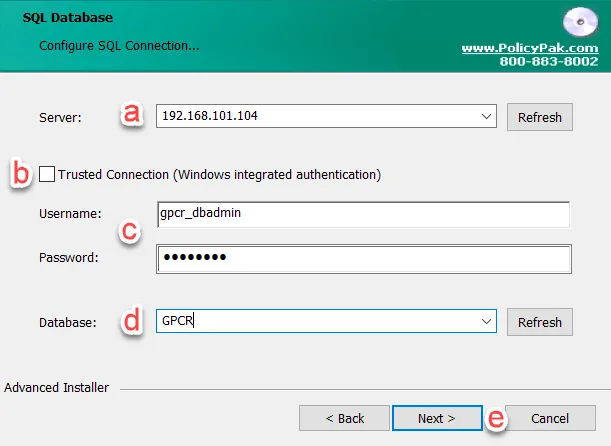 SQL Database
Configure SQL Connection...
www.PolicyPak.com
800-883-8002
Server: a 192.168.101.104 Refresh
b Trusted Connection (Windows integrated authentication)
Username: gpcr_dbadmin
c
Password: ●●●●●●●●
Database: d GPCR Refresh
Advanced Installer
< Back Next > e Cancel